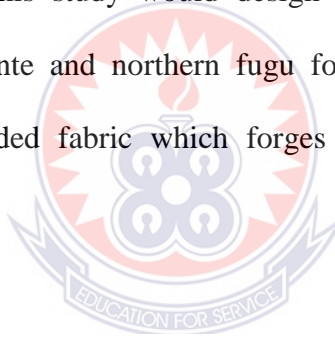 his study would design
nte and northern fugu fo
ded fabric which forges
EDUCATION FOR SERVICE